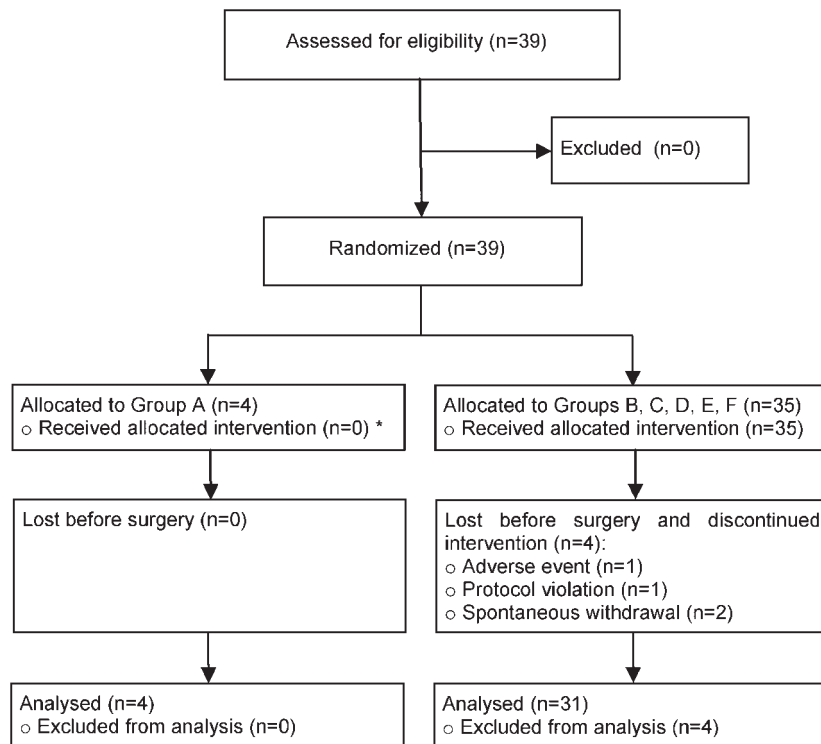 Assessed for eligibility (n=39)
Excluded (n=0)
Randomized (n=39)
Allocated to Group A (n=4)
○ Received allocated intervention (n=0) *
Allocated to Groups B, C, D, E, F (n=35)
○ Received allocated intervention (n=35)
Lost before surgery (n=0)
Lost before surgery and discontinued
intervention (n=4):
○ Adverse event (n=1)
○ Protocol violation (n=1)
○ Spontaneous withdrawal (n=2)
Analysed (n=4)
○ Excluded from analysis (n=0)
Analysed (n=31)
○ Excluded from analysis (n=4)